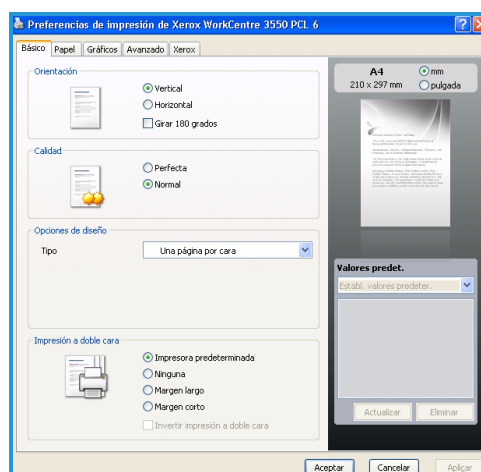 Preferencias de impresión de Xerox WorkCentre 3550 PCL 6
Básico Papel Gráficos Avanzado Xerox
Orientación
Vertical
Horizontal
Girar 180 grados
Calidad
Perfecta
Normal
Opciones de diseño
Tipo Una página por cara
Impresión a doble cara
Impresora predeterminada
Ninguna
Margen largo
Margen corto
Invertir impresión a doble cara
A4 mm
210 x 297 mm pulgada
Valores predet.
Establ. valores predeter.
Actualizar Eliminar
Aceptar Cancelar Aplicar